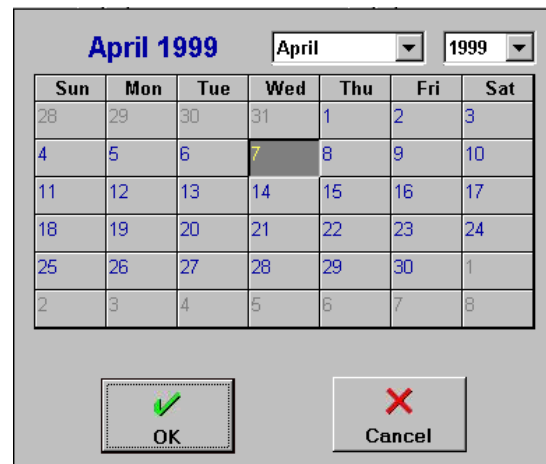 April 1999 April 1999
Sun Mon Tue Wed Thu Fri Sat
28 29 30 31 1 2 3
4 5 6 7 8 9 10
11 12 13 14 15 16 17
18 19 20 21 22 23 24
25 26 27 28 29 30 1
2 3 4 5 6 7 8
OK Cancel